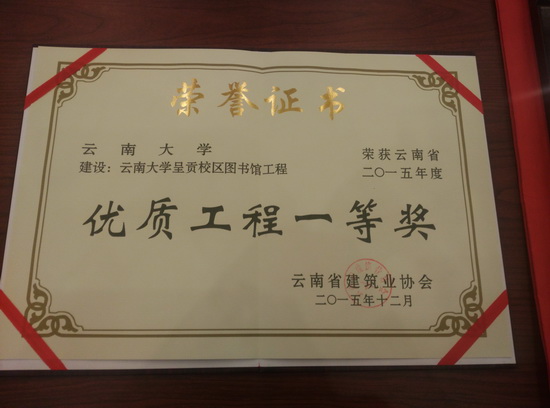 荣誉证书
云南大学
建设：云南大学呈贡校区图书馆工程
荣获云南省
二〇一五年度
优质工程一等奖
云南省建筑业协会
二〇一五年十二月